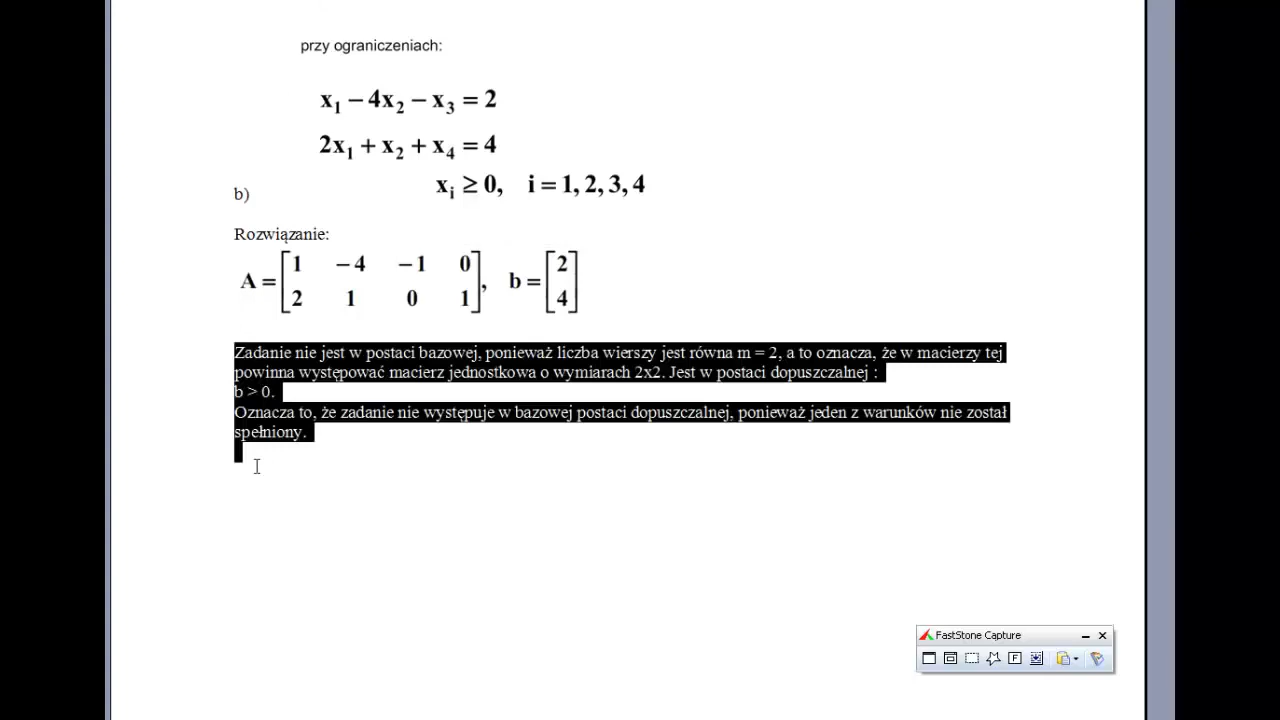 przy ograniczeniach:
x₁ − 4x₂ − x₃ = 2
2x₁ + x₂ + x₄ = 4
xᵢ ≥ 0, i = 1, 2, 3, 4
b)
Rozwiązanie:
A = [1 −4 −1 0; 2 1 0 1], b = [2; 4]
Zadanie nie jest w postaci bazowej, ponieważ liczba wierszy jest równa m = 2, a to oznacza, że w macierzy tej
powinna występować macierz jednostkowa o wymiarach 2x2. Jest w postaci dopuszczalnej :
b > 0.
Oznacza to, że zadanie nie występuje w bazowej postaci dopuszczalnej, ponieważ jeden z warunków nie został
spełniony.
FastStone Capture